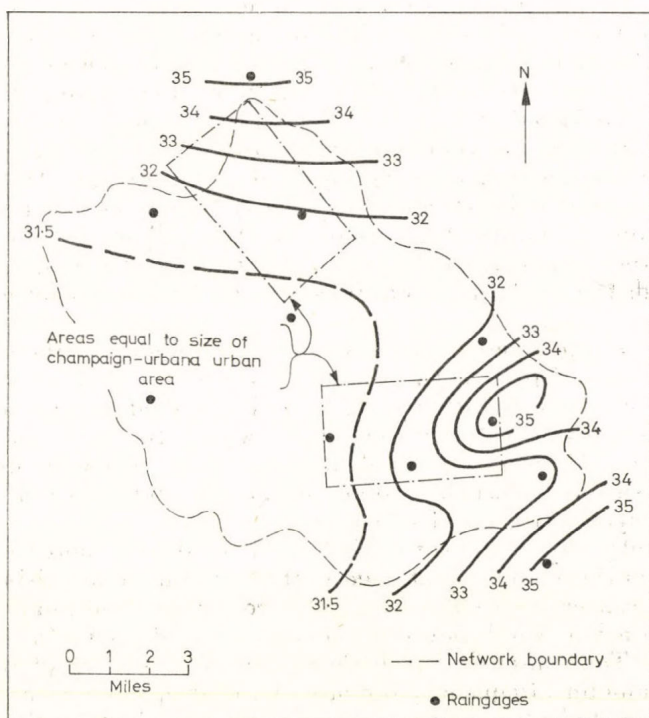 35
35
N
34
34
33
33
32
32
31·5
32
33
34
Areas equal to size of
champaign-urbana urban
area
35
34
34
35
31·5
32
33
34
35
0 1 2 3
Miles
Network boundary
Raingages